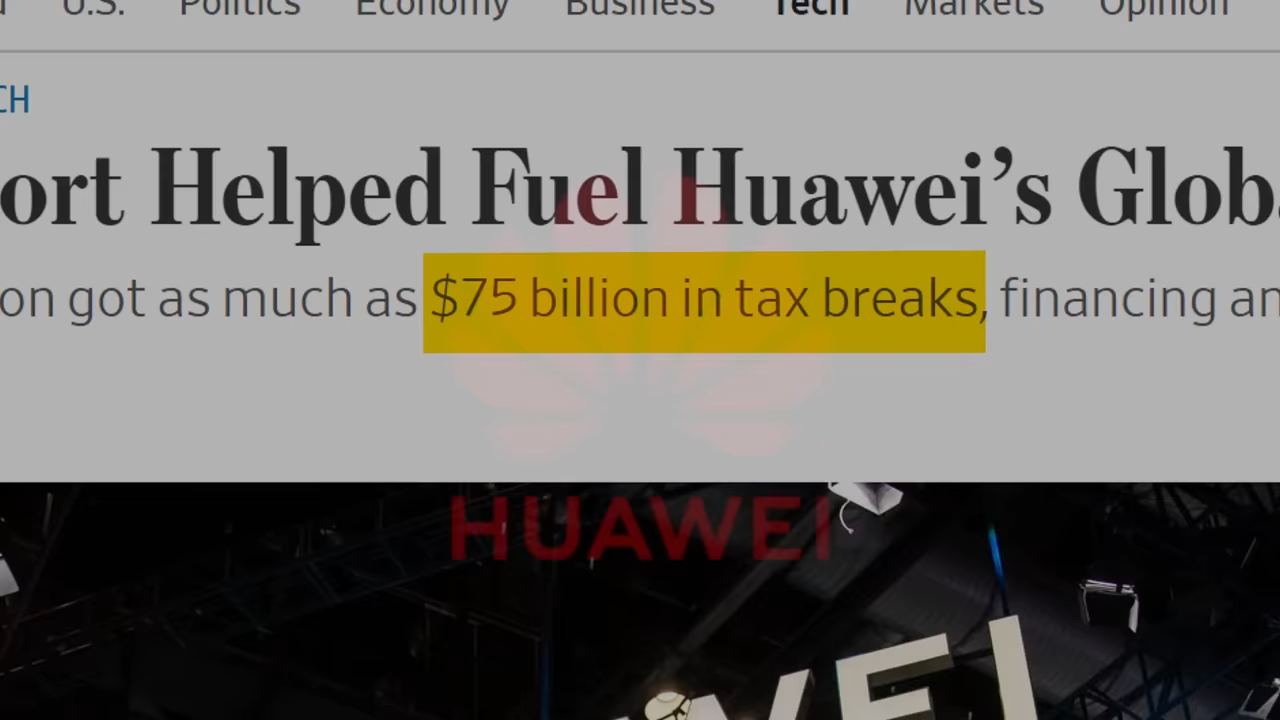 U.S. Politics Economy Business Tech Markets Opinion
CH
ort Helped Fuel Huawei’s Glob
on got as much as $75 billion in tax breaks, financing an
HUAWEI
WEI